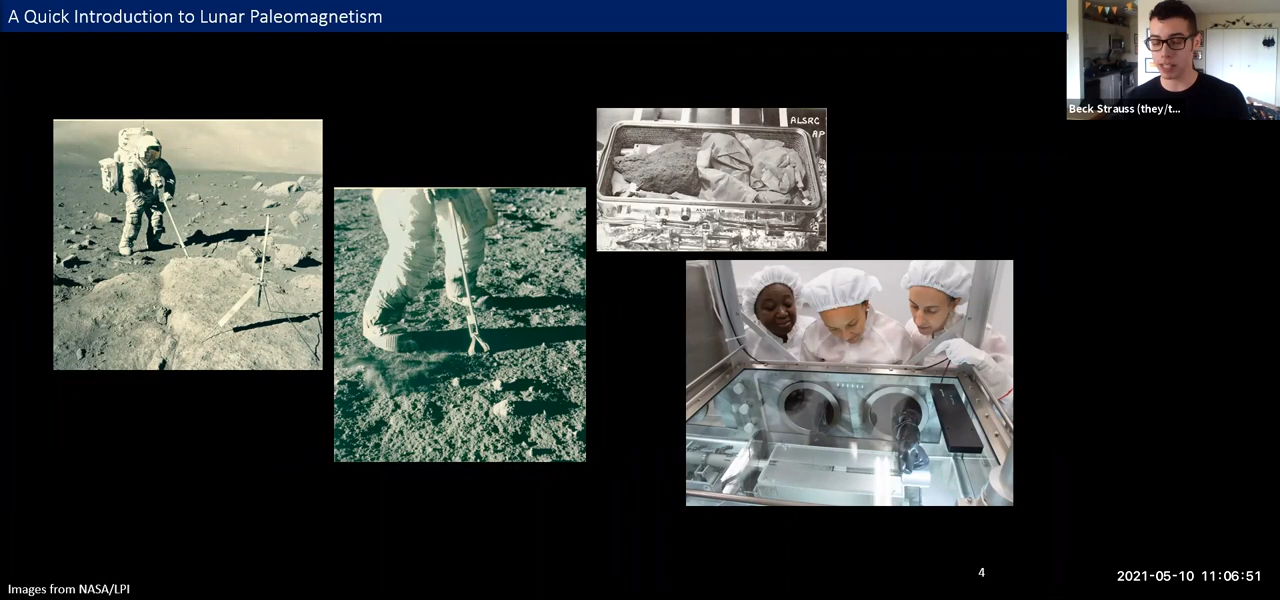 A Quick Introduction to Lunar Paleomagnetism
Beck Strauss (they/t...
ALSRC
AP
4
2021-05-10 11:06:51
Images from NASA/LPI